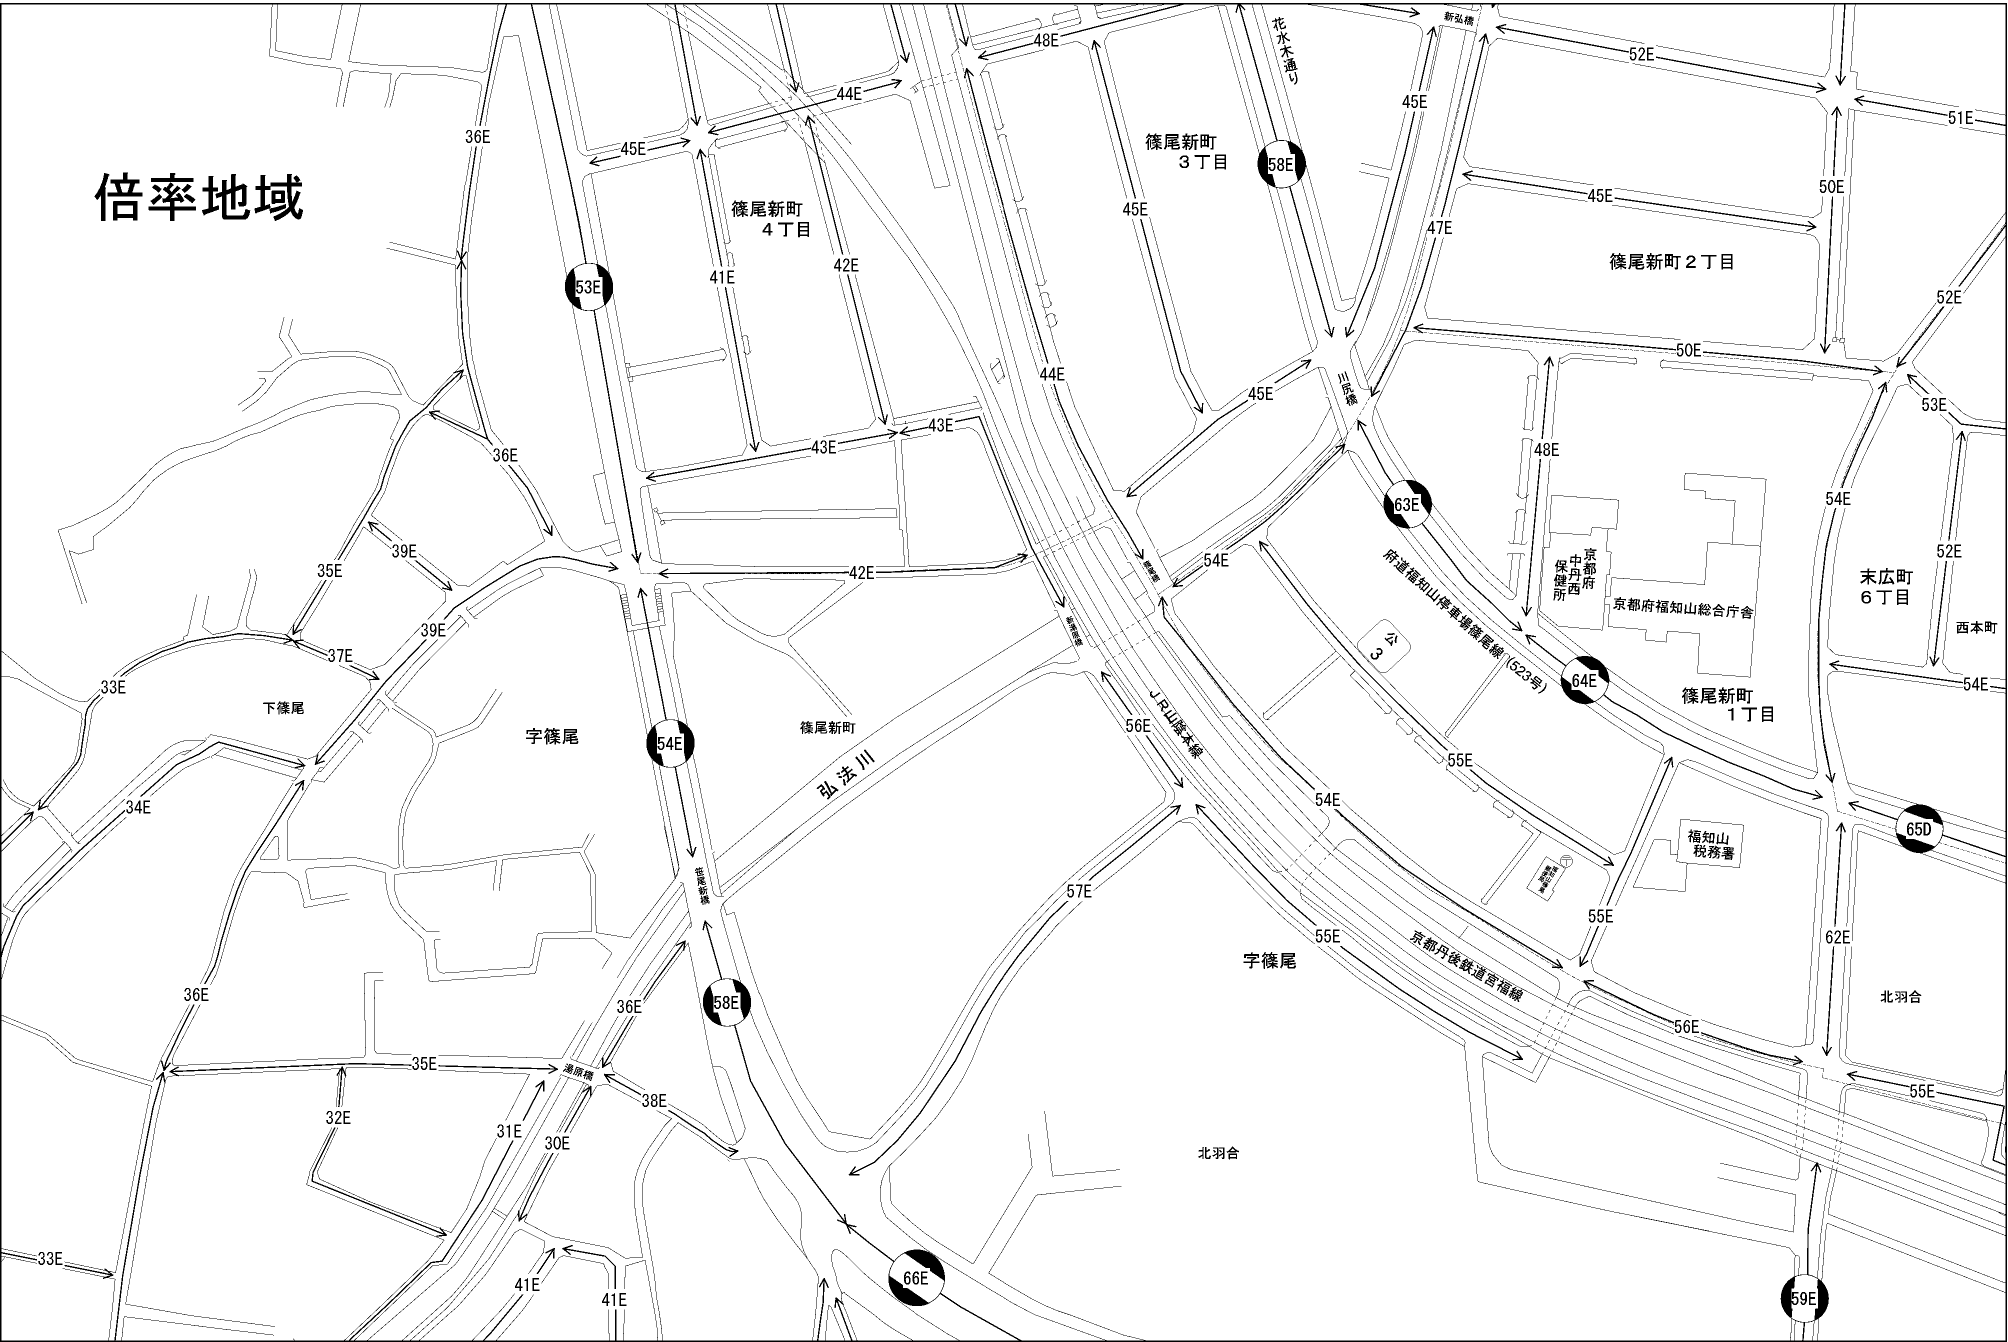 新弘橋
花水木通り
48E
52E
44E
45E
51E
36E
45E
篠尾新町
3丁目
58E
倍率地域
50E
45E
篠尾新町
4丁目
45E
47E
篠尾新町2丁目
42E
41E
53E
52E
50E
44E
川尻橋
45E
53E
43E
43E
36E
48E
54E
63E
39E
54E
52E
35E
42E
京都府
中丹西
保健所
末広町
6丁目
京都府福知山総合庁舎
府道福知山停車場篠尾線(523号)
西本町
39E
新湯原橋
公
3
37E
33E
64E
54E
下篠尾
篠尾新町
1丁目
字篠尾
54E
篠尾新町
56E
JR山陰本線
弘法川
55E
34E
54E
65D
福知山
税務署
笹尾新橋
57E
55E
55E
62E
京都丹後鉄道宮福線
字篠尾
36E
58E
36E
北羽合
56E
35E
湯原橋
55E
38E
32E
31E
30E
北羽合
33E
41E
41E
66E
59E